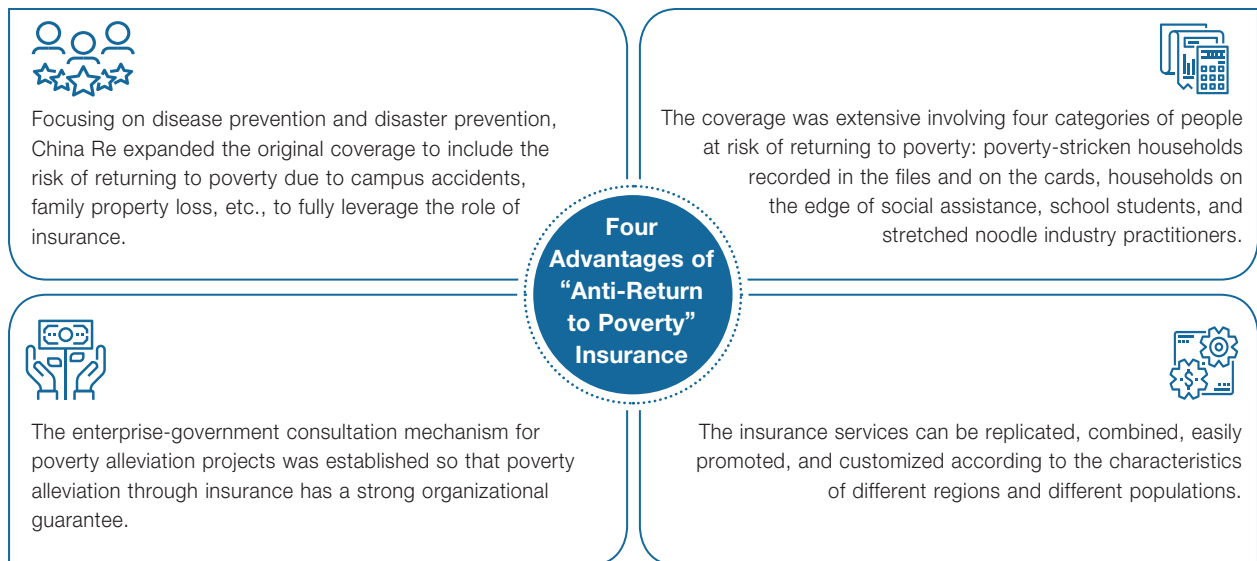 Focusing on disease prevention and disaster prevention,
China Re expanded the original coverage to include the
risk of returning to poverty due to campus accidents,
family property loss, etc., to fully leverage the role of
insurance.
The coverage was extensive involving four categories of people
at risk of returning to poverty: poverty-stricken households
recorded in the files and on the cards, households on
the edge of social assistance, school students, and
stretched noodle industry practitioners.
Four
Advantages of
“Anti-Return
to Poverty”
Insurance
The enterprise-government consultation mechanism for
poverty alleviation projects was established so that poverty
alleviation through insurance has a strong organizational
guarantee.
The insurance services can be replicated, combined, easily
promoted, and customized according to the characteristics
of different regions and different populations.